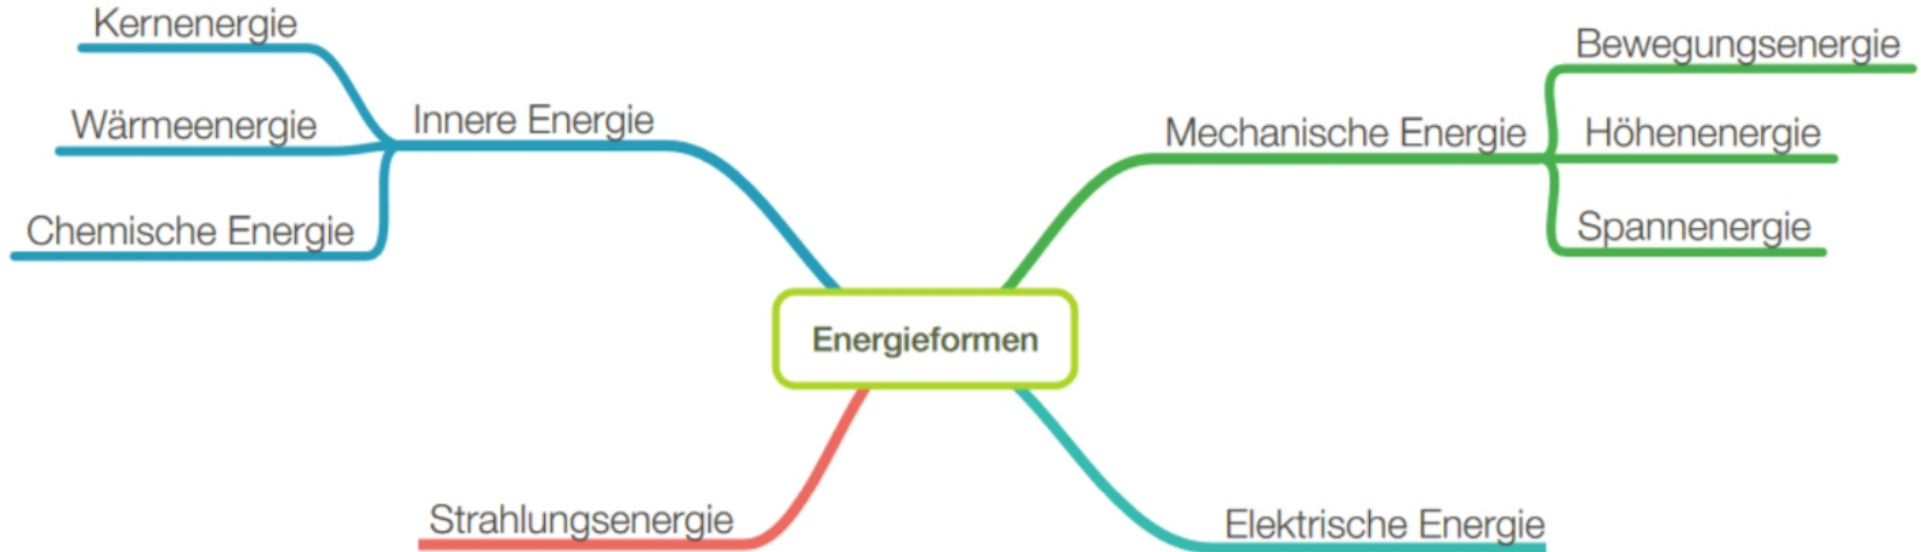 Kernenergie
Wärmeenergie
Chemische Energie
Innere Energie
Mechanische Energie
Bewegungsenergie
Höhenenergie
Spannenergie
Energieformen
Strahlungsenergie
Elektrische Energie